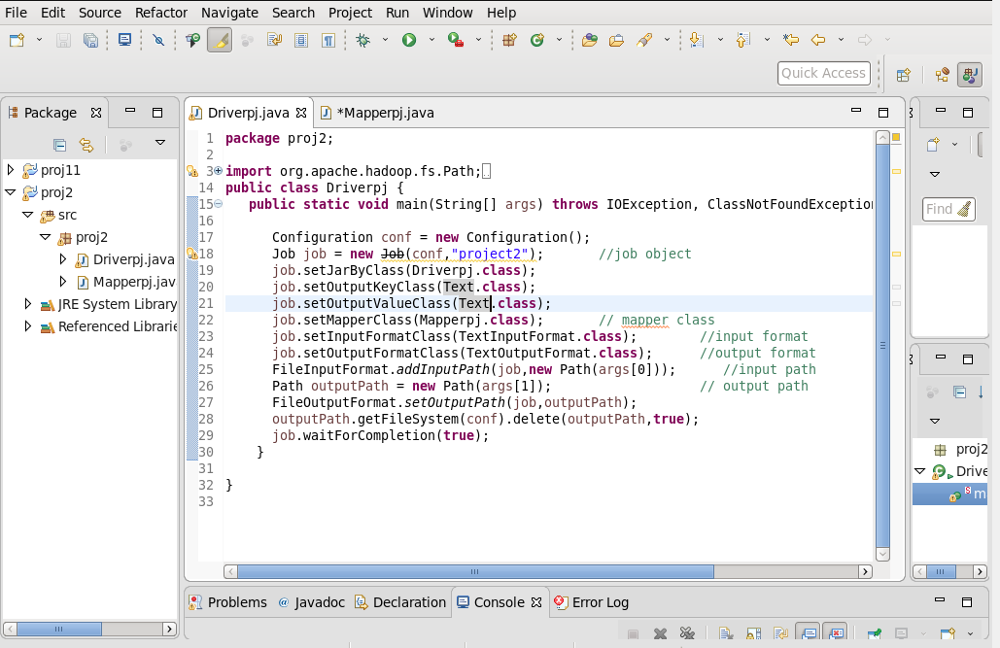 File Edit Source Refactor Navigate Search Project Run Window Help
Quick Access
Package
Driverpj.java
*Mapperpj.java
proj11
proj2
src
proj2
Driverpj.java
Mapperpj.jav
JRE System Library
Referenced Librarie
1 package proj2;
2
3 import org.apache.hadoop.fs.Path;
14 public class Driverpj {
15 public static void main(String[] args) throws IOException, ClassNotFoundException
16
17 Configuration conf = new Configuration();
18 Job job = new Job(conf,"project2"); //job object
19 job.setJarByClass(Driverpj.class);
20 job.setOutputKeyClass(Text.class);
21 job.setOutputValueClass(Text.class);
22 job.setMapperClass(Mapperpj.class); // mapper class
23 job.setInputFormatClass(TextInputFormat.class); //input format
24 job.setOutputFormatClass(TextOutputFormat.class); //output format
25 FileInputFormat.addInputPath(job,new Path(args[0])); //input path
26 Path outputPath = new Path(args[1]); // output path
27 FileOutputFormat.setOutputPath(job,outputPath);
28 outputPath.getFileSystem(conf).delete(outputPath,true);
29 job.waitForCompletion(true);
30 }
31
32 }
33
Find
proj2
Drive
S m
Problems @ Javadoc Declaration Console Error Log